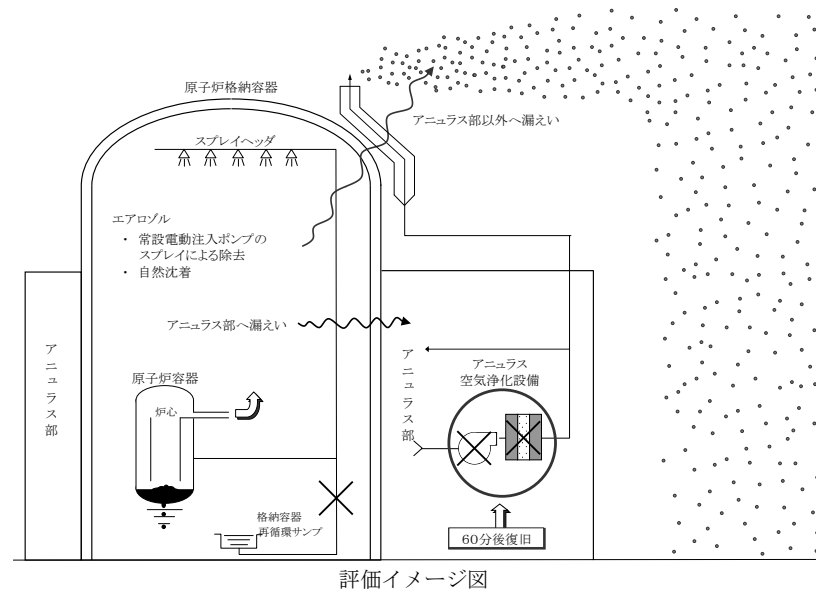 原子炉格納容器
スプレイヘッダ
アニュラス部以外へ漏えい
エアロゾル
・ 常設電動注入ポンプの
スプレイによる除去
・ 自然沈着
アニュラス部へ漏えい
アニュラス部
アニュラス部
アニュラス
空気浄化設備
原子炉容器
炉心
格納容器
再循環サンプ
60分後復旧
評価イメージ図